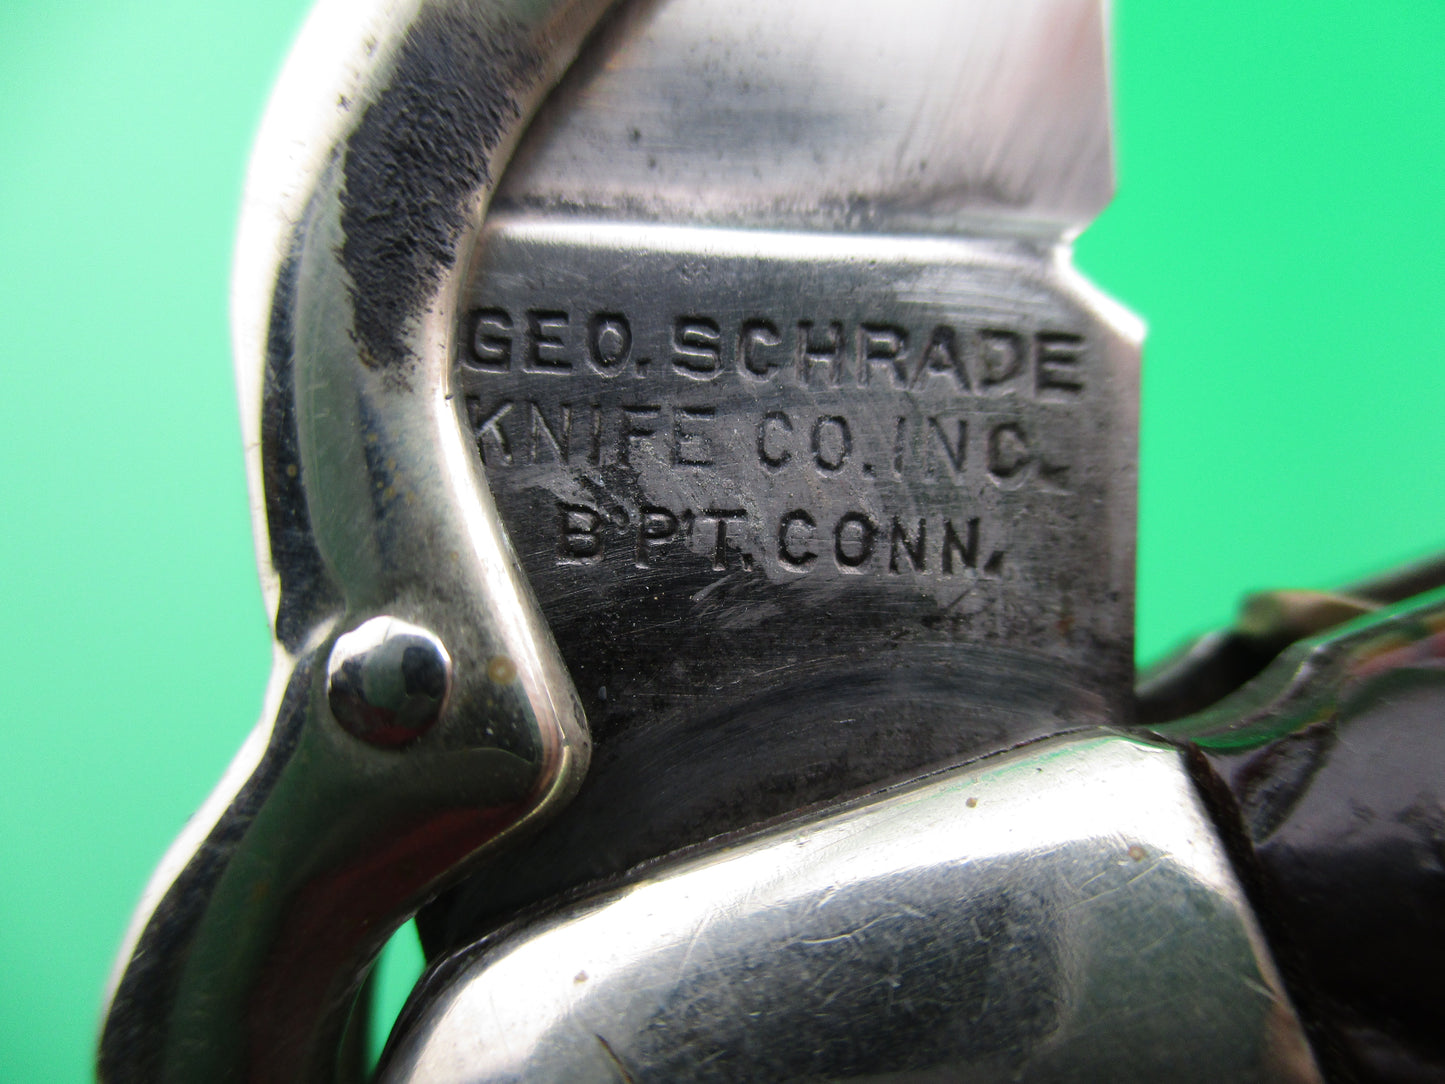 GEO. SCHRADE
KNIFE CO. INC.
B'P'T. CONN.